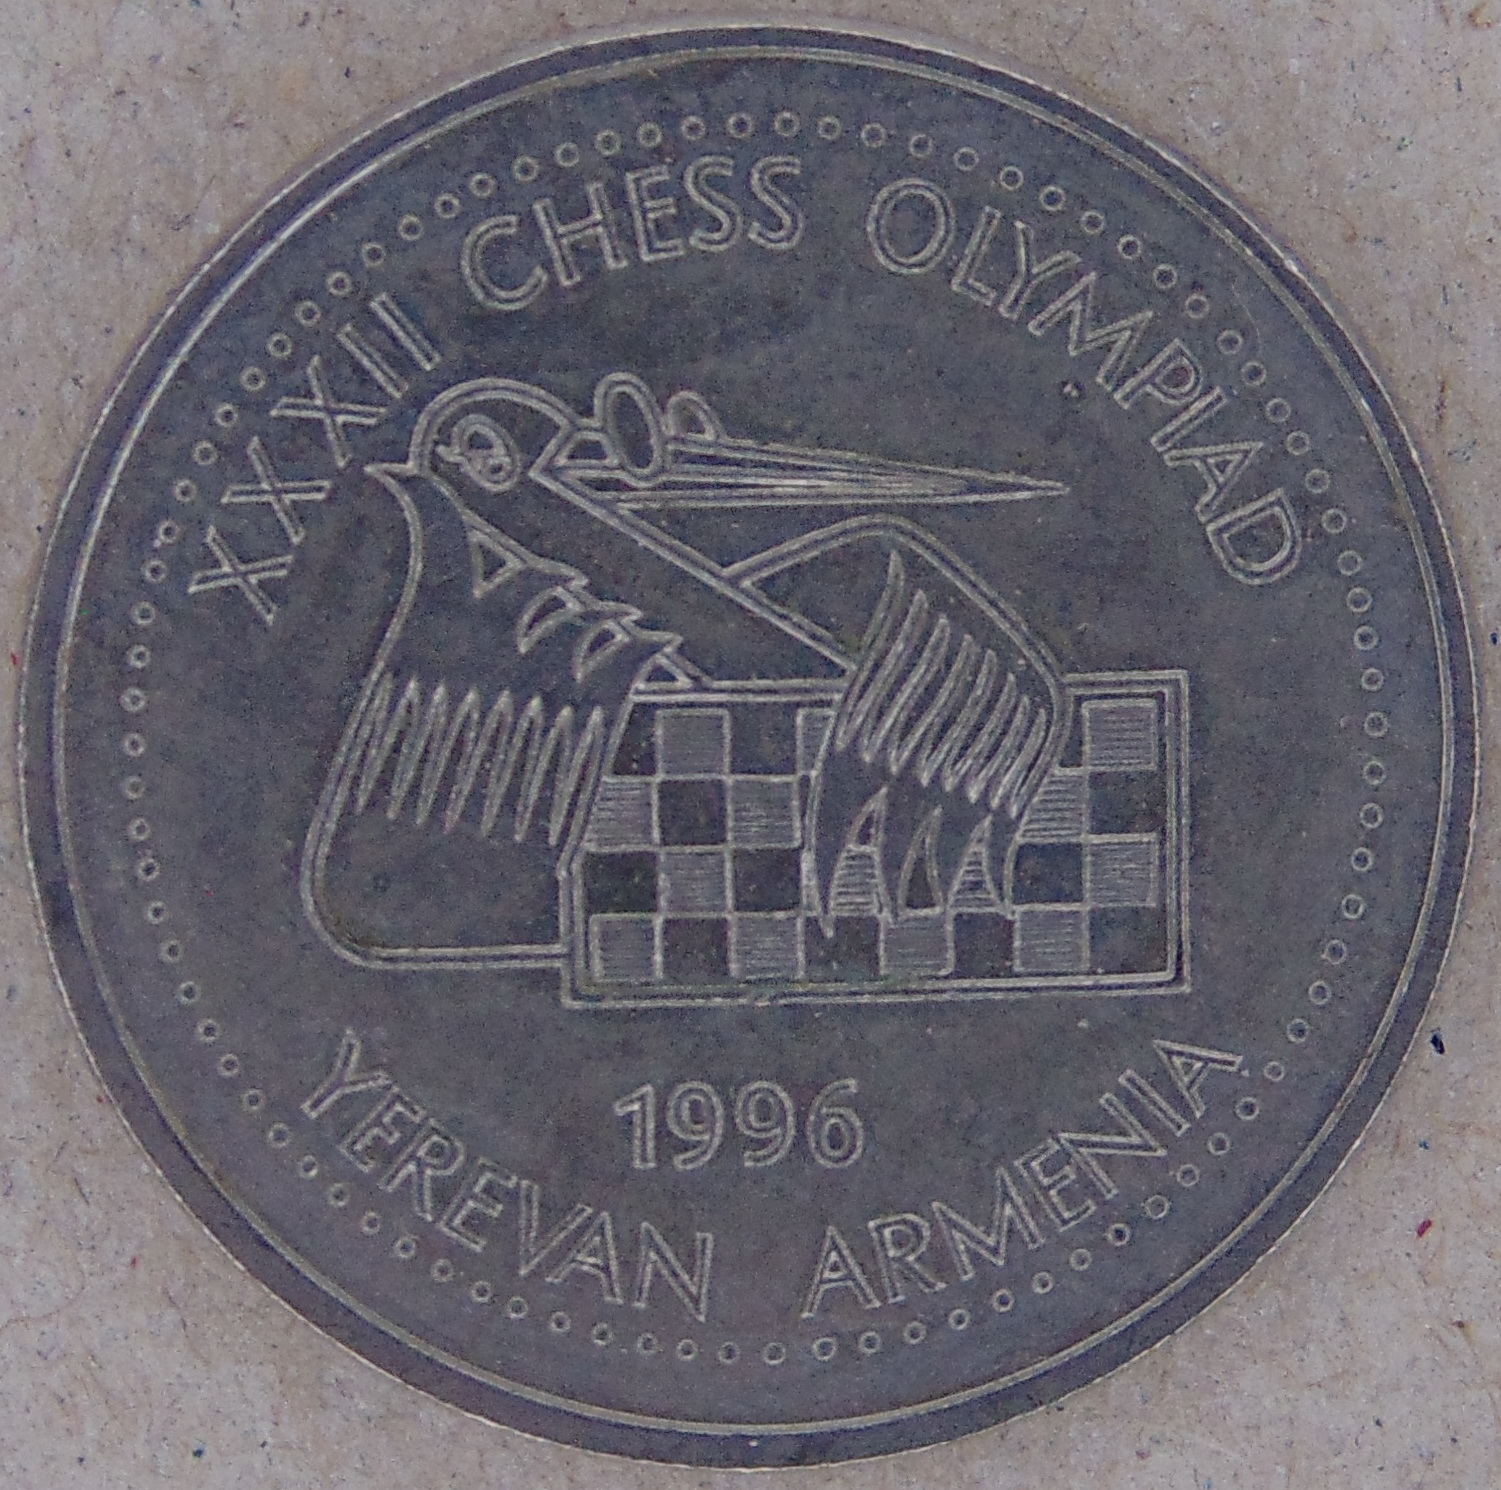 XXXII CHESS OLYMPIAD
1996
YEREVAN ARMENIA